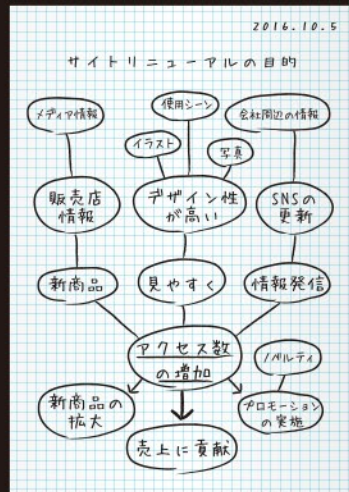 2016.10.5
サイトリニューアルの目的
メディア情報
使用シーン
会社周辺の情報
イラスト
写真
販売店
情報
デザイン性
が高い
SNSの
更新
新商品
見やすく
情報発信
アクセス数
の増加
ノベルティ
新商品の
拡大
プロモーション
の実施
売上に貢献